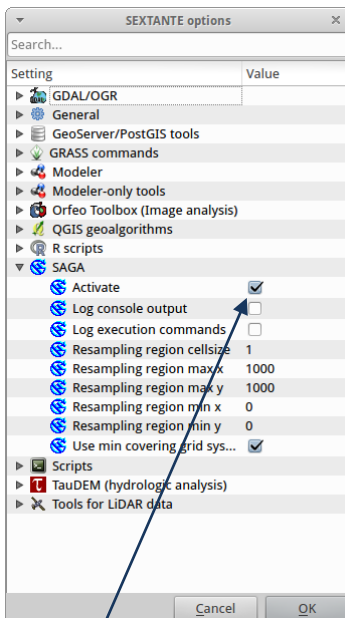 SEXTANTE options
Search...
Setting Value
GDAL/OGR
General
GeoServer/PostGIS tools
GRASS commands
Modeler
Modeler-only tools
Orfeo Toolbox (Image analysis)
QGIS geoalgorithms
R scripts
SAGA
Activate
Log console output
Log execution commands
Resampling region cellsize 1
Resampling region max x 1000
Resampling region max y 1000
Resampling region min x 0
Resampling region min y 0
Use min covering grid sys...
Scripts
TauDEM (hydrologic analysis)
Tools for LiDAR data
Cancel OK